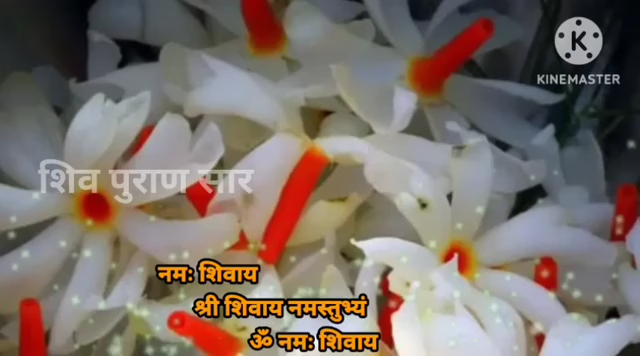 KINEMASTER
शिव पुराण सार
नमः शिवाय
श्री शिवाय नमस्तुभ्यं
ॐ नमः शिवाय